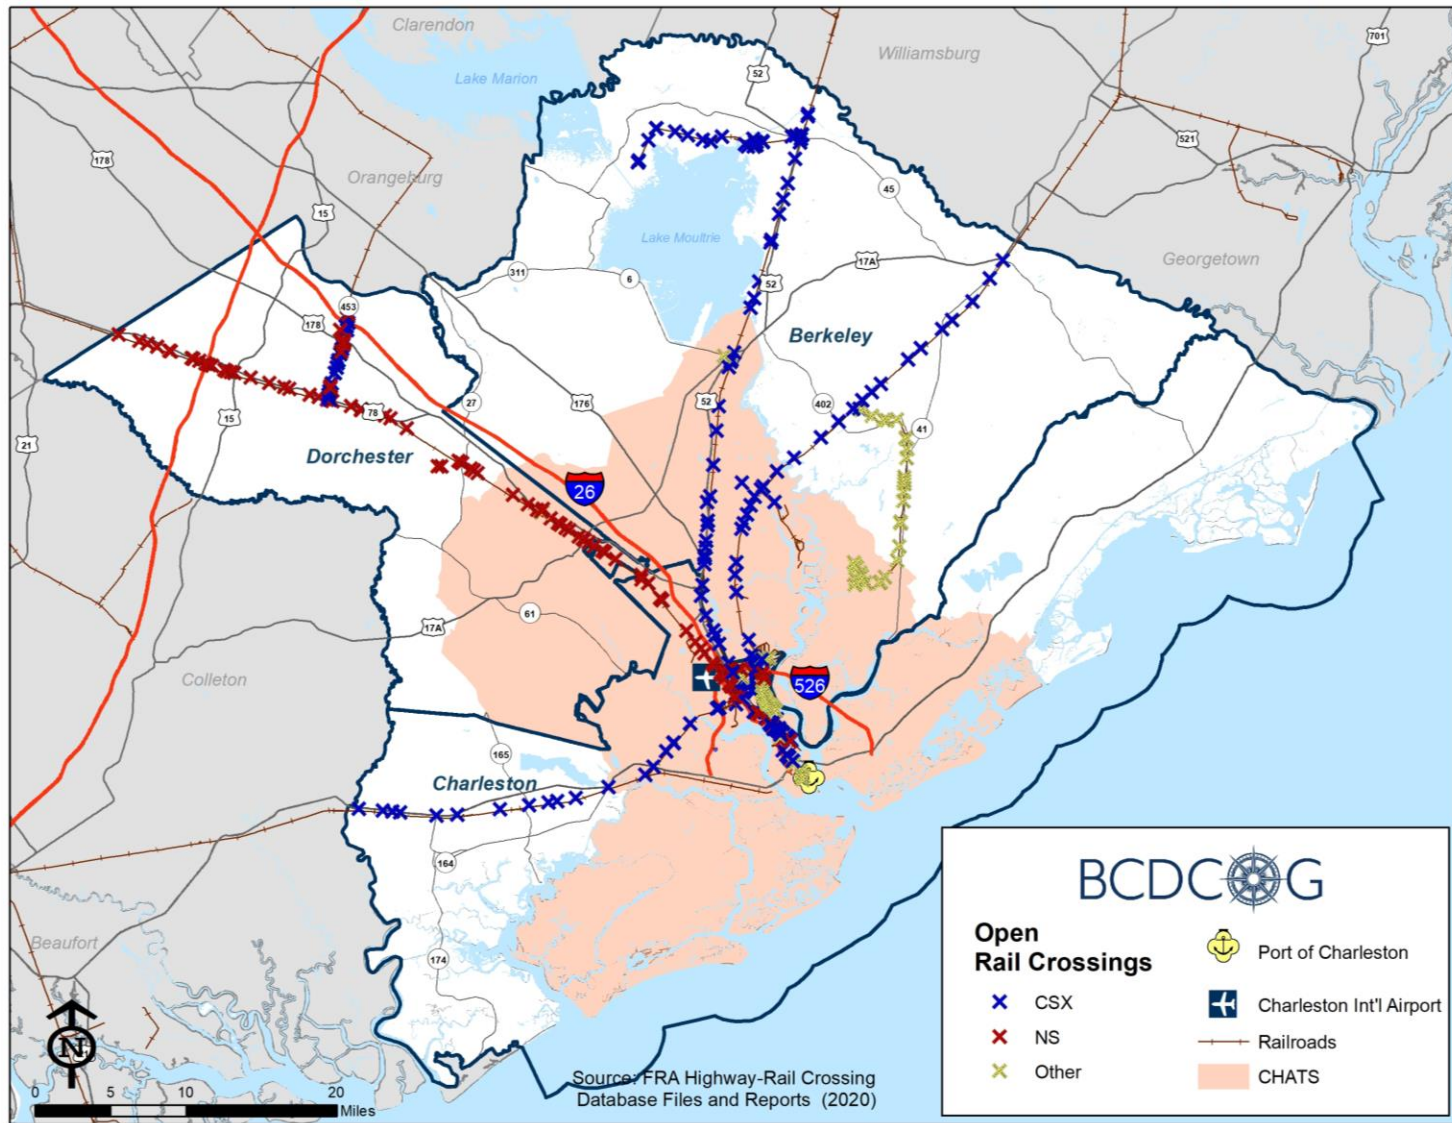 Clarendon
Williamsburg
701
52
Lake Marion
178
521
Orangeburg
45
15
Lake Moultrie
17A
Georgetown
311
6
52
453
178
Berkeley
27
176
52
402
78
15
41
21
Dorchester
26
61
17A
Colleton
526
165
Charleston
164
Beaufort
174
N
0 5 10 20
Miles
Source: FRA Highway-Rail Crossing
Database Files and Reports (2020)
BCDCOG
Open
Rail Crossings
CSX
NS
Other
Port of Charleston
Charleston Int'l Airport
Railroads
CHATS